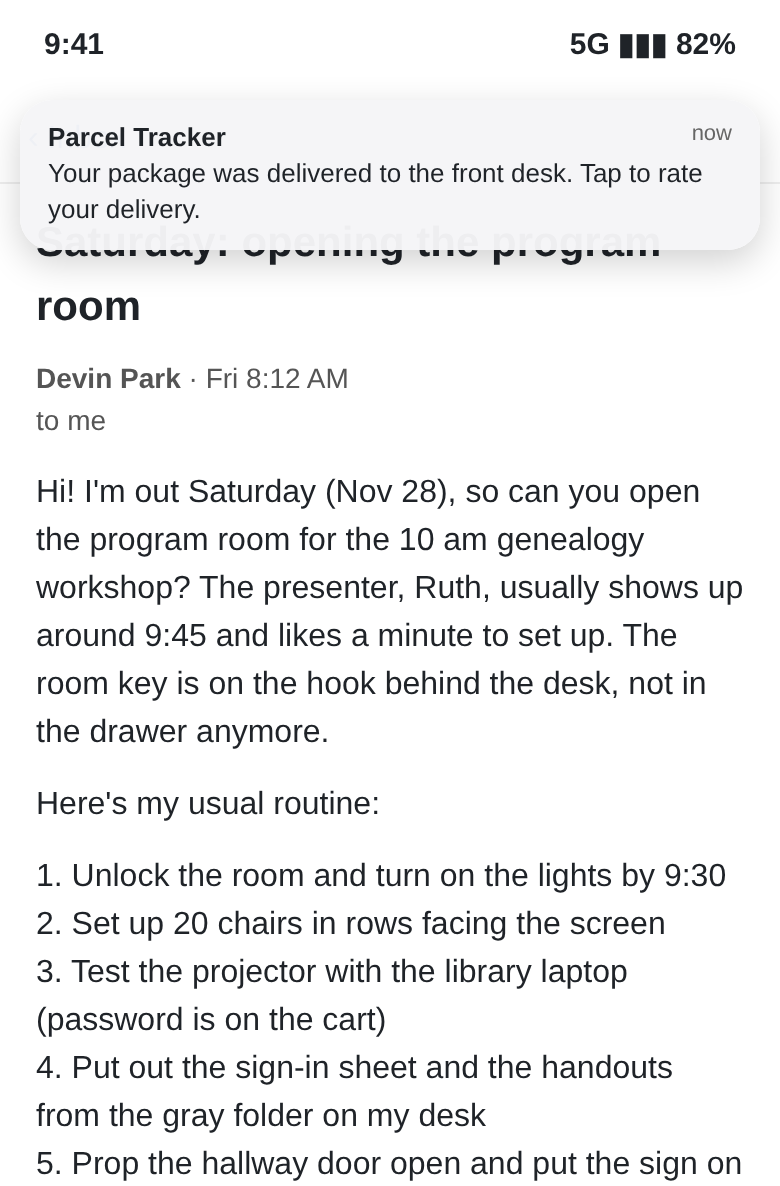 9:41
5G 82%
Parcel Tracker
now
Your package was delivered to the front desk. Tap to rate
your delivery.
Saturday: opening the program
room
Devin Park · Fri 8:12 AM
to me
Hi! I'm out Saturday (Nov 28), so can you open
the program room for the 10 am genealogy
workshop? The presenter, Ruth, usually shows up
around 9:45 and likes a minute to set up. The
room key is on the hook behind the desk, not in
the drawer anymore.
Here's my usual routine:
1. Unlock the room and turn on the lights by 9:30
2. Set up 20 chairs in rows facing the screen
3. Test the projector with the library laptop
(password is on the cart)
4. Put out the sign-in sheet and the handouts
from the gray folder on my desk
5. Prop the hallway door open and put the sign on